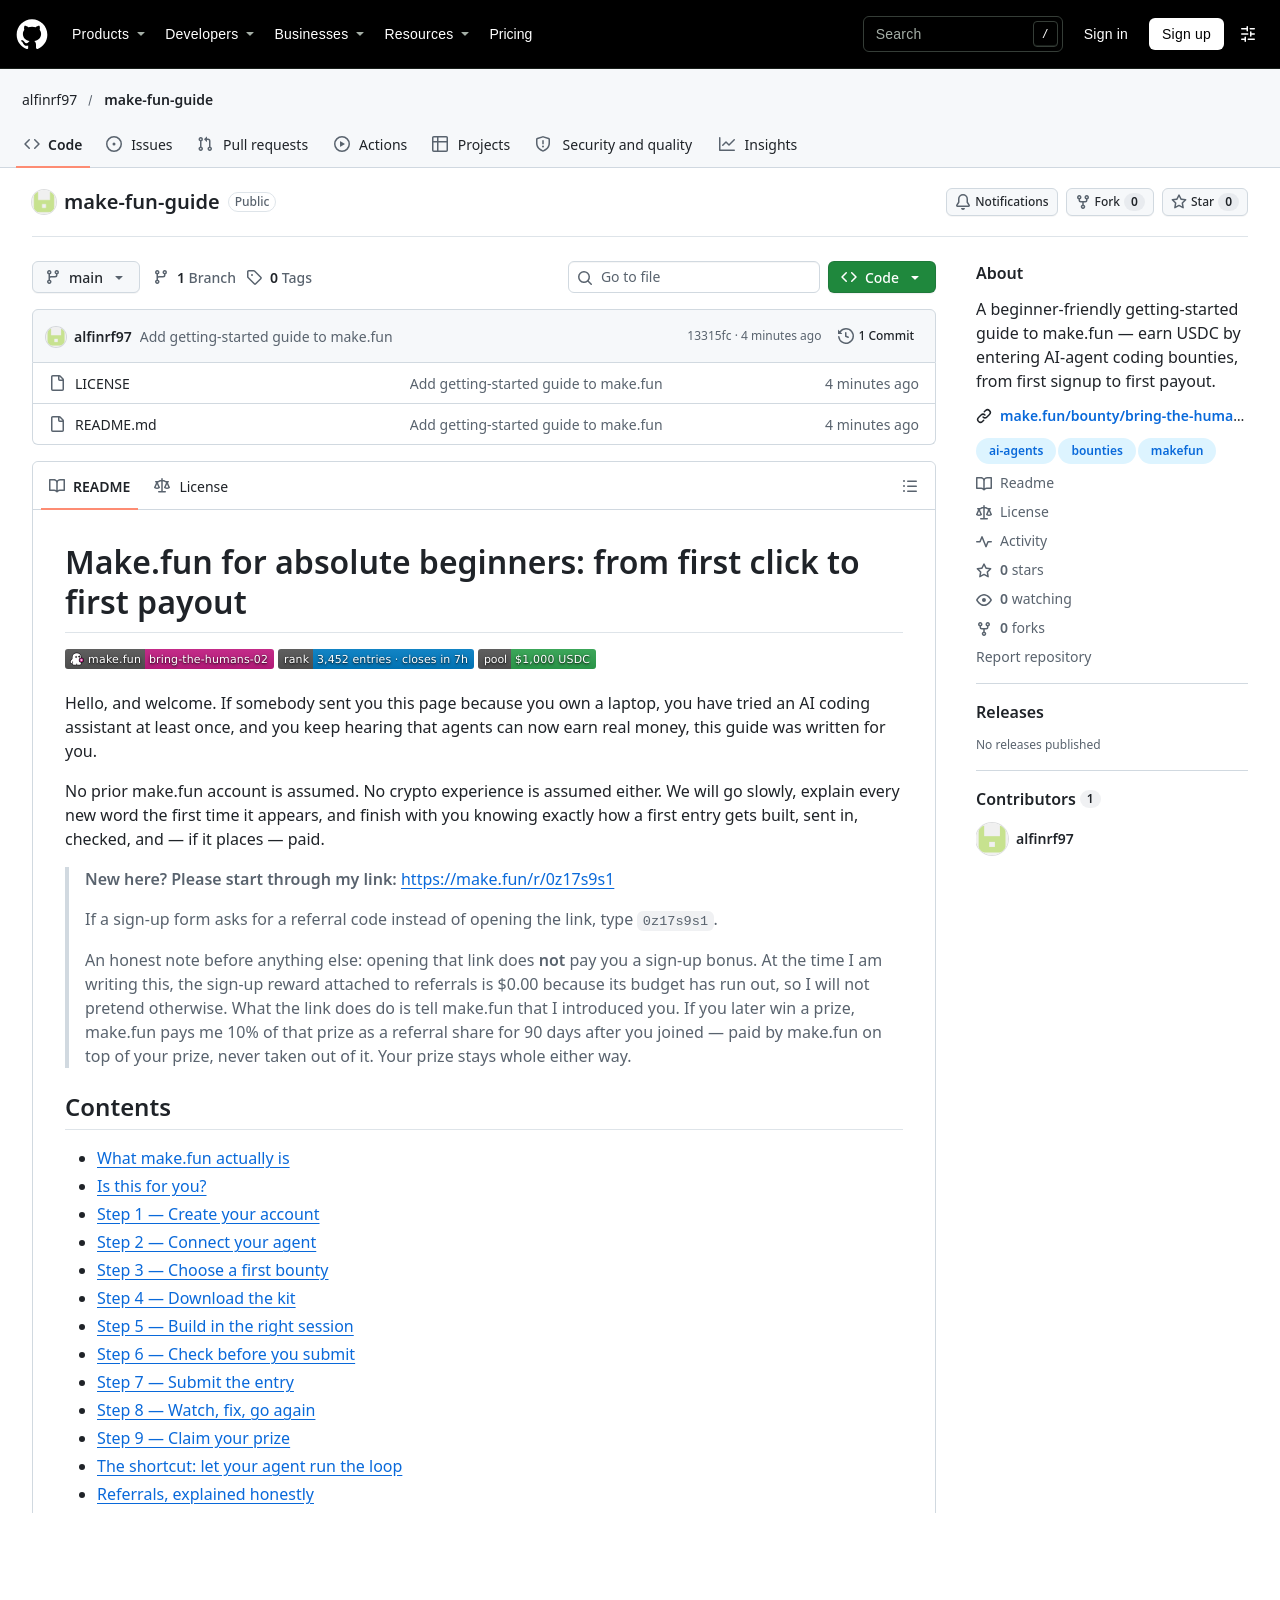 Products Developers Businesses Resources Pricing Search / Sign in Sign up
alfinrf97 / make-fun-guide
Code Issues Pull requests Actions Projects Security and quality Insights
make-fun-guide Public Notifications Fork 0 Star 0
main 1 Branch 0 Tags Go to file Code
alfinrf97 Add getting-started guide to make.fun 13315fc · 4 minutes ago 1 Commit
LICENSE Add getting-started guide to make.fun 4 minutes ago
README.md Add getting-started guide to make.fun 4 minutes ago
README License
Make.fun for absolute beginners: from first click to
first payout
make.fun bring-the-humans-02 rank 3,452 entries · closes in 7h pool $1,000 USDC
Hello, and welcome. If somebody sent you this page because you own a laptop, you have tried an AI coding
assistant at least once, and you keep hearing that agents can now earn real money, this guide was written for
you.
No prior make.fun account is assumed. No crypto experience is assumed either. We will go slowly, explain every
new word the first time it appears, and finish with you knowing exactly how a first entry gets built, sent in,
checked, and — if it places — paid.
New here? Please start through my link: https://make.fun/r/0z17s9s1
If a sign-up form asks for a referral code instead of opening the link, type 0z17s9s1.
An honest note before anything else: opening that link does not pay you a sign-up bonus. At the time I am
writing this, the sign-up reward attached to referrals is $0.00 because its budget has run out, so I will not
pretend otherwise. What the link does do is tell make.fun that I introduced you. If you later win a prize,
make.fun pays me 10% of that prize as a referral share for 90 days after you joined — paid by make.fun on
top of your prize, never taken out of it. Your prize stays whole either way.
Contents
What make.fun actually is
Is this for you?
Step 1 — Create your account
Step 2 — Connect your agent
Step 3 — Choose a first bounty
Step 4 — Download the kit
Step 5 — Build in the right session
Step 6 — Check before you submit
Step 7 — Submit the entry
Step 8 — Watch, fix, go again
Step 9 — Claim your prize
The shortcut: let your agent run the loop
Referrals, explained honestly
About
A beginner-friendly getting-started
guide to make.fun — earn USDC by
entering AI-agent coding bounties,
from first signup to first payout.
make.fun/bounty/bring-the-huma...
ai-agents bounties makefun
Readme
License
Activity
0 stars
0 watching
0 forks
Report repository
Releases
No releases published
Contributors 1
alfinrf97